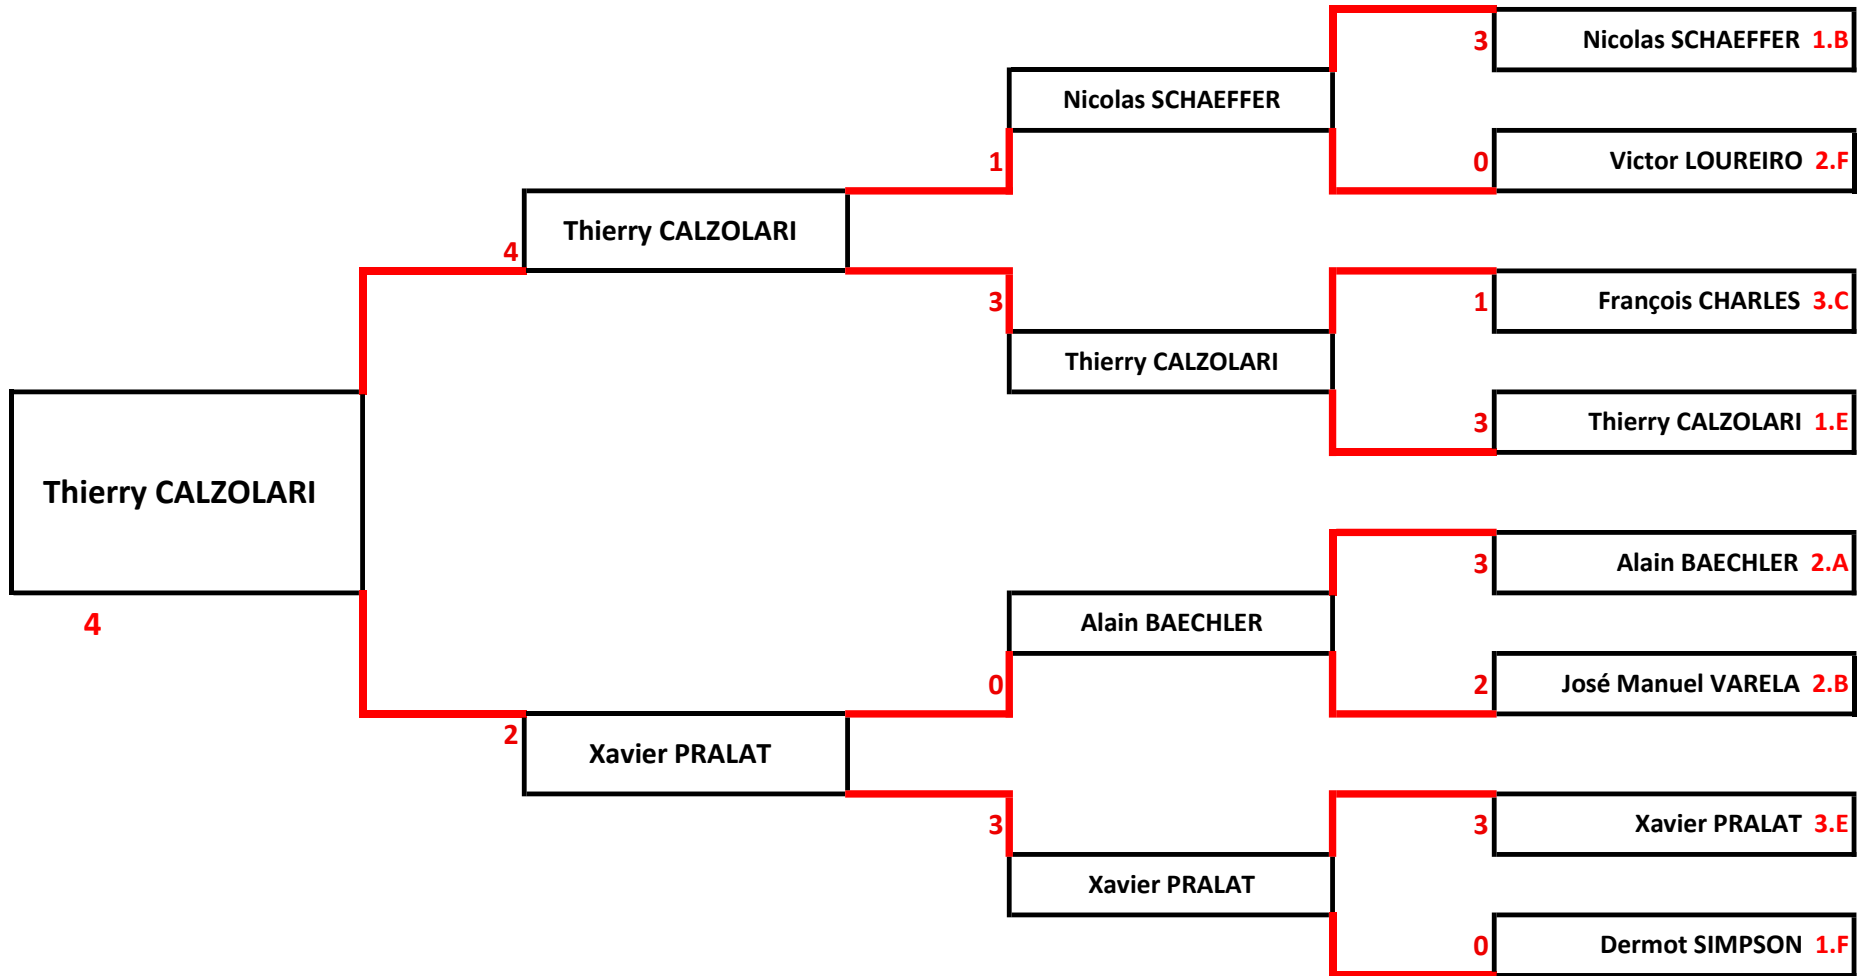 3 Nicolas SCHAEFFER 1.B
Nicolas SCHAEFFER
1 0 Victor LOUREIRO 2.F
4 Thierry CALZOLARI
3 1 François CHARLES 3.C
Thierry CALZOLARI
3 Thierry CALZOLARI 1.E
Thierry CALZOLARI
3 Alain BAECHLER 2.A
4 Alain BAECHLER
0 2 José Manuel VARELA 2.B
2 Xavier PRALAT
3 3 Xavier PRALAT 3.E
Xavier PRALAT
0 Dermot SIMPSON 1.F